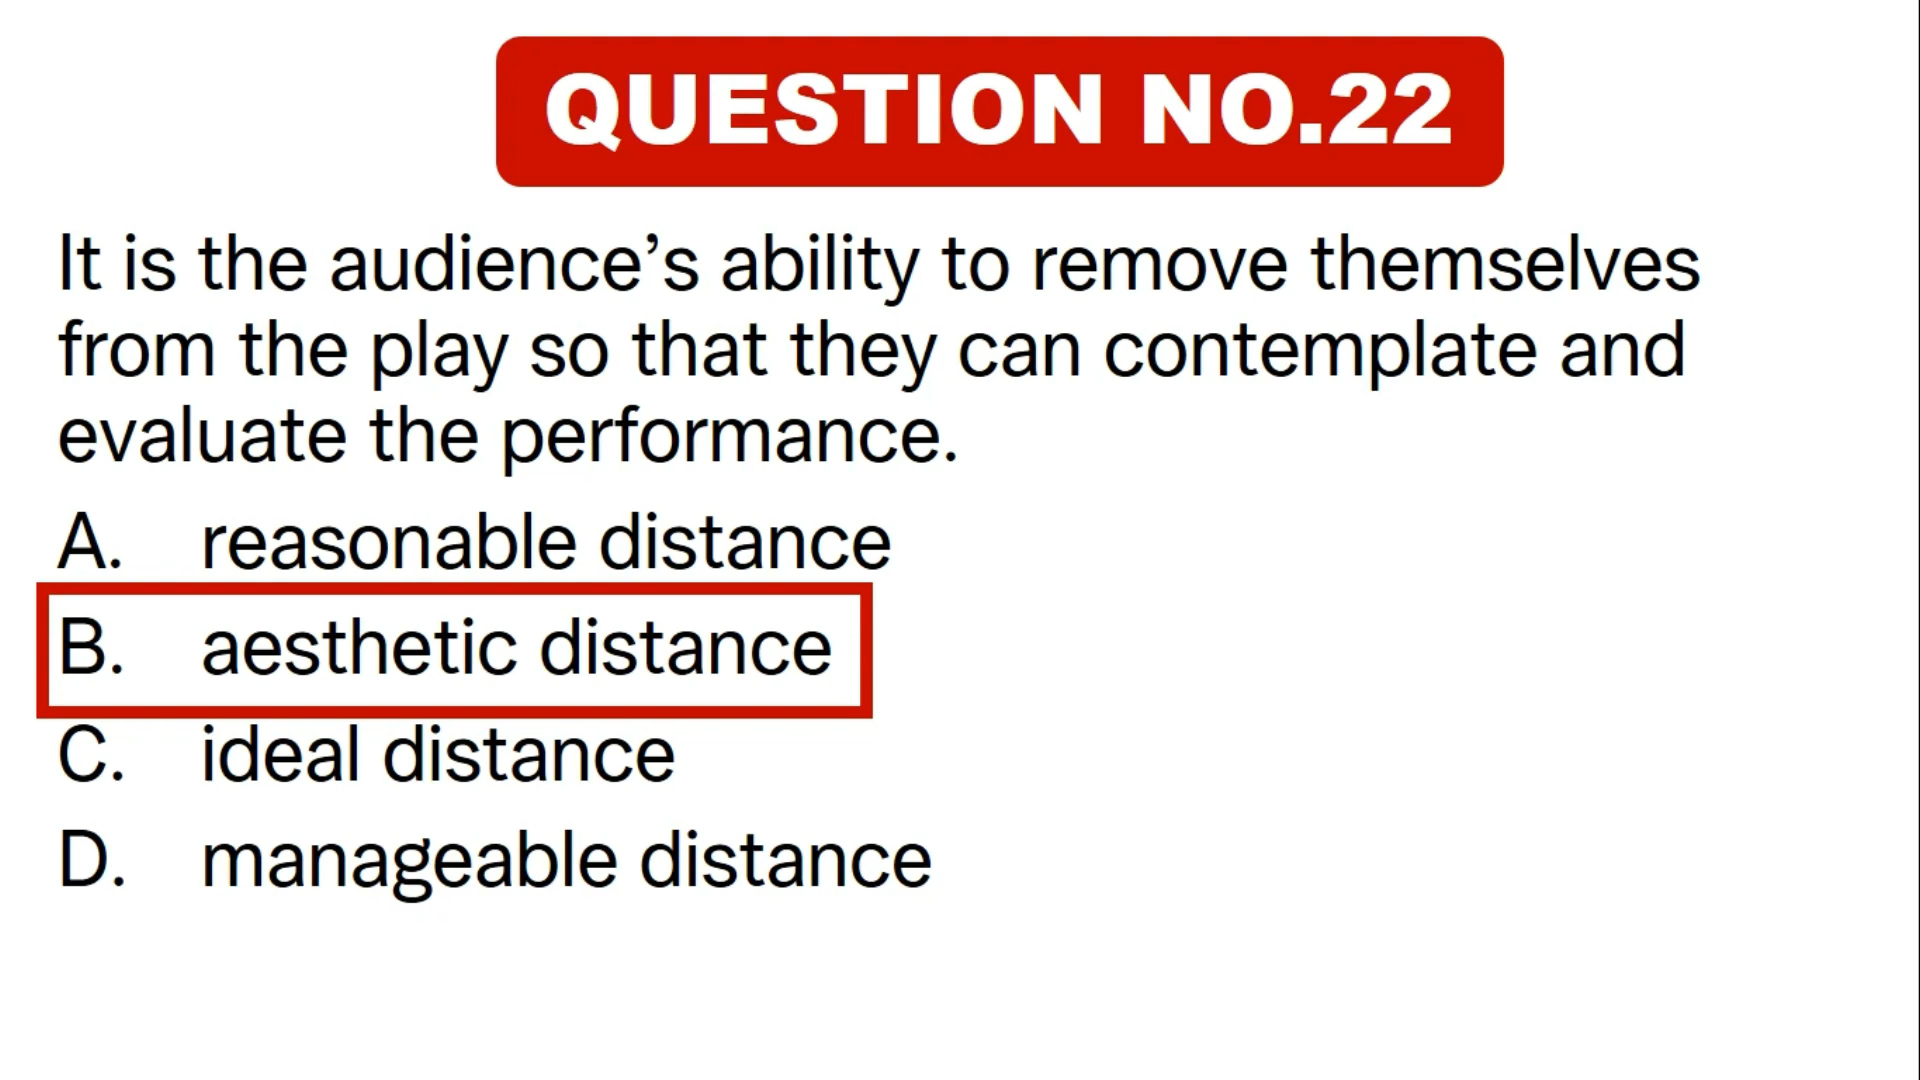 QUESTION NO.22
It is the audience’s ability to remove themselves
from the play so that they can contemplate and
evaluate the performance.
A. reasonable distance
B. aesthetic distance
C. ideal distance
D. manageable distance